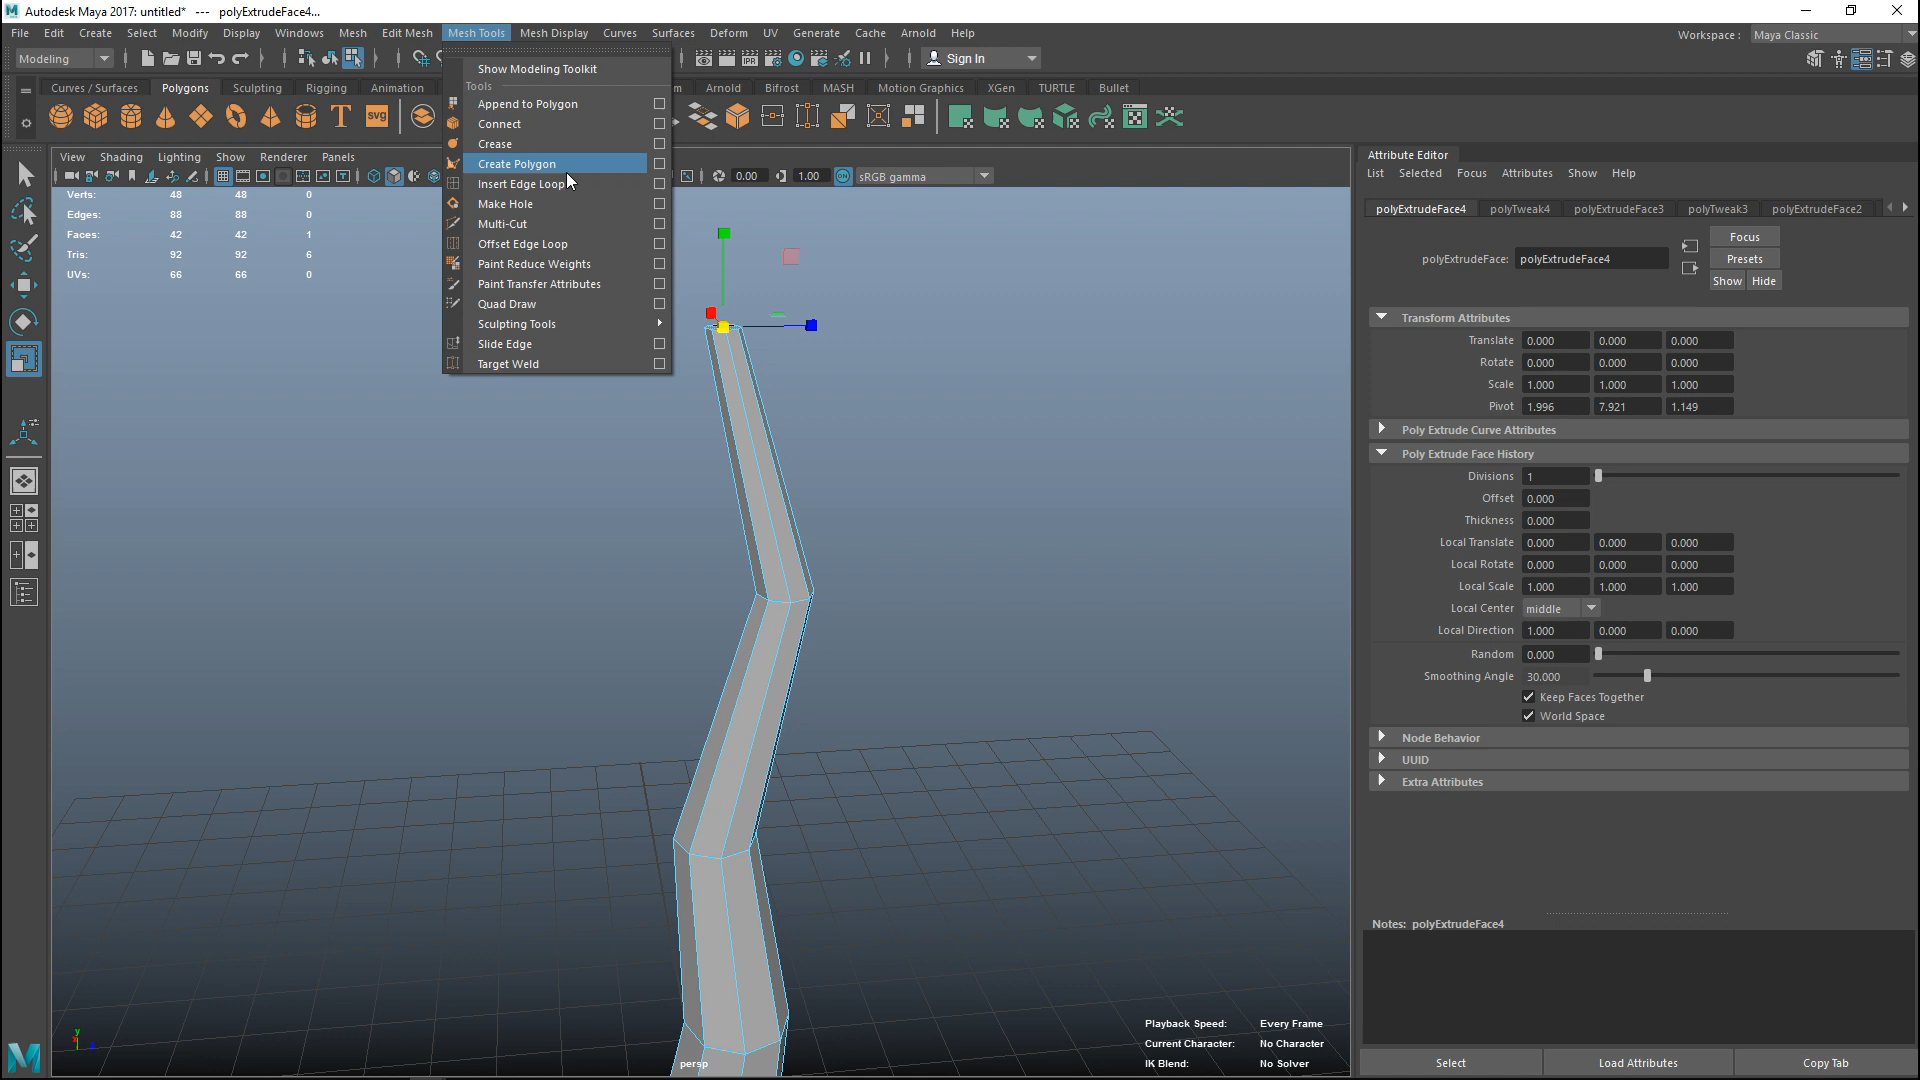 Autodesk Maya 2017: untitled* --- polyExtrudeFace4...
File Edit Create Select Modify Display Windows Mesh Edit Mesh Mesh Tools Mesh Display Curves Surfaces Deform UV Generate Cache Arnold Help
Workspace : Maya Classic
Modeling
IPR
Sign In
Curves / Surfaces Polygons Sculpting Rigging Animation
Arnold Bifrost MASH Motion Graphics XGen TURTLE Bullet
T SVG
View Shading Lighting Show Renderer Panels
0.00 1.00 ON sRGB gamma
Verts: 48 48 0
Edges: 88 88 0
Faces: 42 42 1
Tris: 92 92 6
UVs: 66 66 0
Show Modeling Toolkit
Tools
Append to Polygon
Connect
Crease
Create Polygon
Insert Edge Loop
Make Hole
Multi-Cut
Offset Edge Loop
Paint Reduce Weights
Paint Transfer Attributes
Quad Draw
Sculpting Tools
Slide Edge
Target Weld
Playback Speed: Every Frame
Current Character: No Character
IK Blend: No Solver
persp
y
Attribute Editor
List Selected Focus Attributes Show Help
polyExtrudeFace4 polyTweak4 polyExtrudeFace3 polyTweak3 polyExtrudeFace2
polyExtrudeFace: polyExtrudeFace4
Focus
Presets
Show Hide
Transform Attributes
Translate 0.000 0.000 0.000
Rotate 0.000 0.000 0.000
Scale 1.000 1.000 1.000
Pivot 1.996 7.921 1.149
Poly Extrude Curve Attributes
Poly Extrude Face History
Divisions 1
Offset 0.000
Thickness 0.000
Local Translate 0.000 0.000 0.000
Local Rotate 0.000 0.000 0.000
Local Scale 1.000 1.000 1.000
Local Center middle
Local Direction 1.000 0.000 0.000
Random 0.000
Smoothing Angle 30.000
Keep Faces Together
World Space
Node Behavior
UUID
Extra Attributes
Notes: polyExtrudeFace4
Select Load Attributes Copy Tab